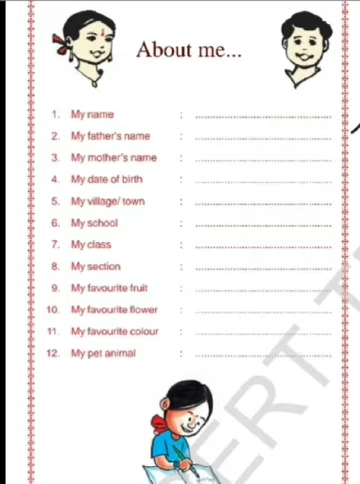 About me...
1. My name : ........................................
2. My father's name : ........................................
3. My mother's name : ........................................
4. My date of birth : ........................................
5. My village/ town : ........................................
6. My school : ........................................
7. My class : ........................................
8. My section : ........................................
9. My favourite fruit : ........................................
10. My favourite flower : ........................................
11. My favourite colour : ........................................
12. My pet animal : ........................................